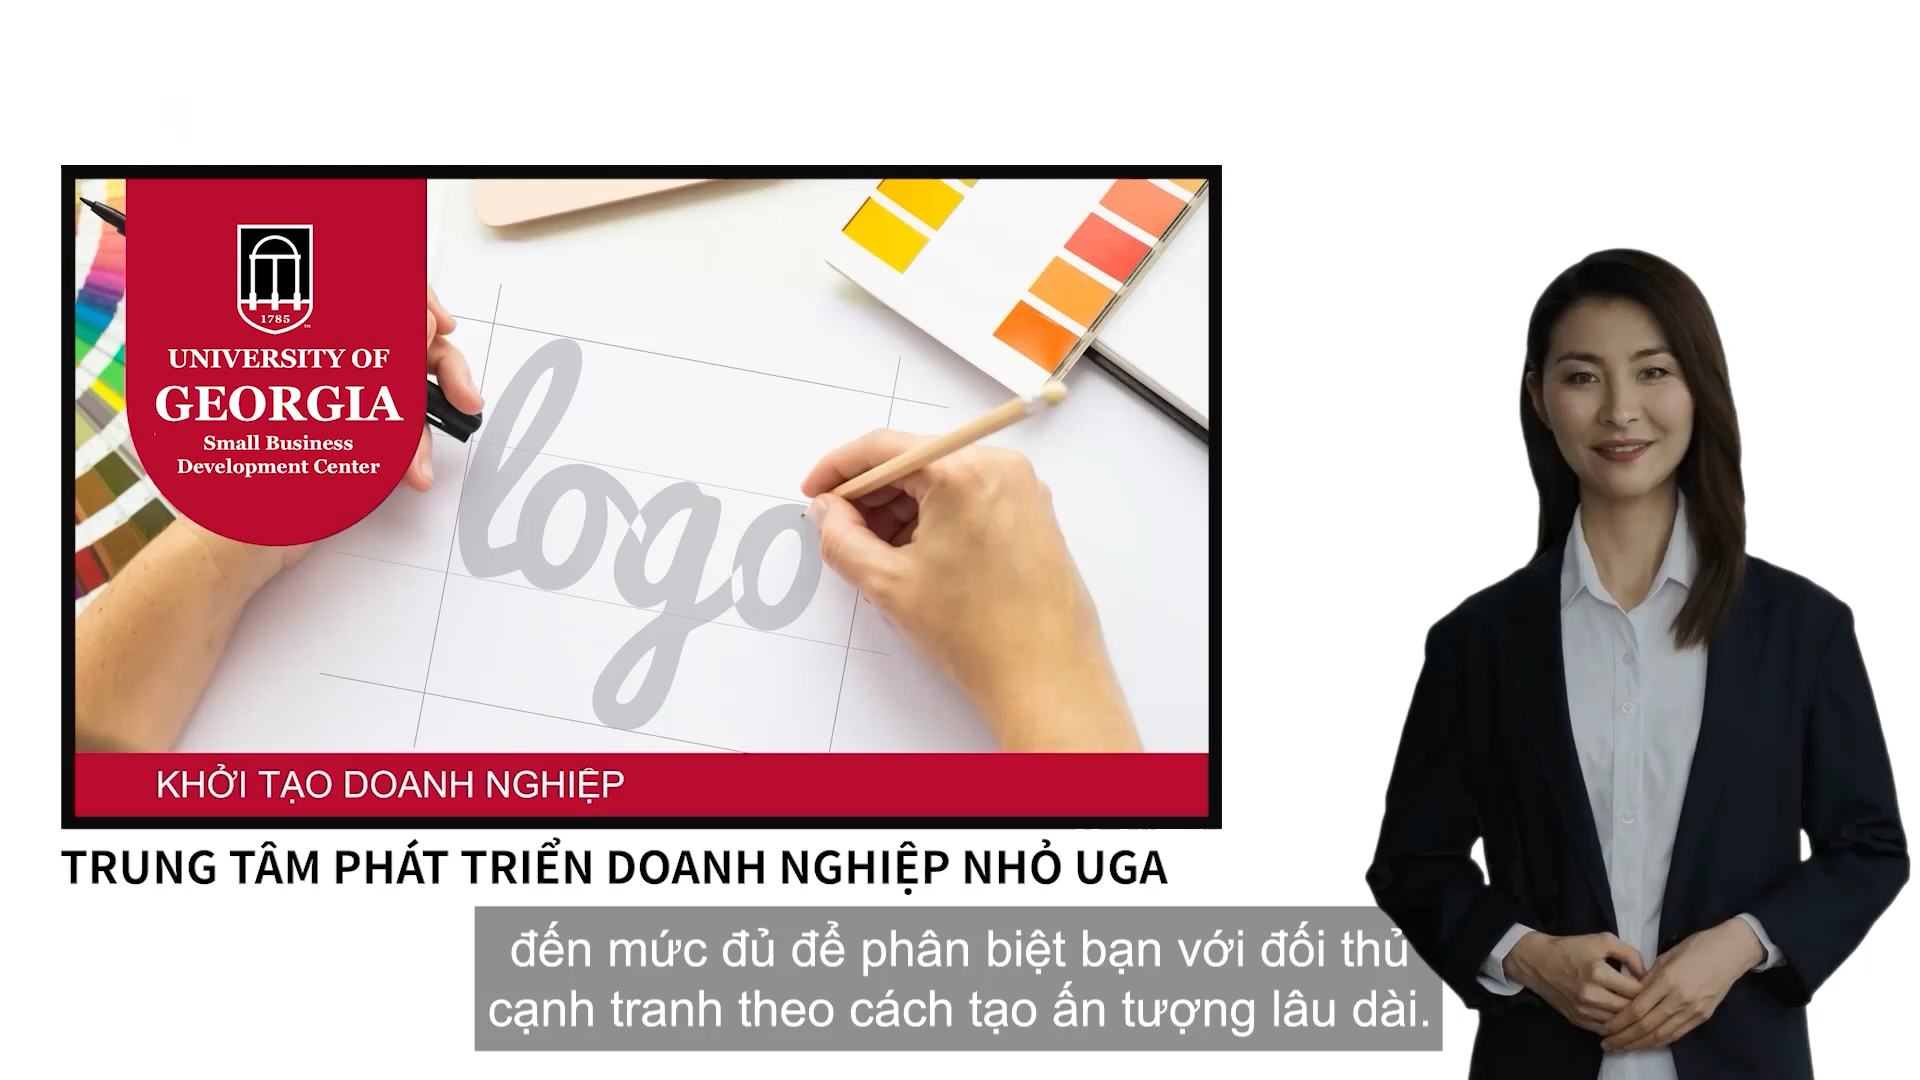 1785
UNIVERSITY OF
GEORGIA
Small Business
Development Center
logo
KHỞI TẠO DOANH NGHIỆP
TRUNG TÂM PHÁT TRIỂN DOANH NGHIỆP NHỎ UGA
đến mức đủ để phân biệt bạn với đối thủ
cạnh tranh theo cách tạo ấn tượng lâu dài.